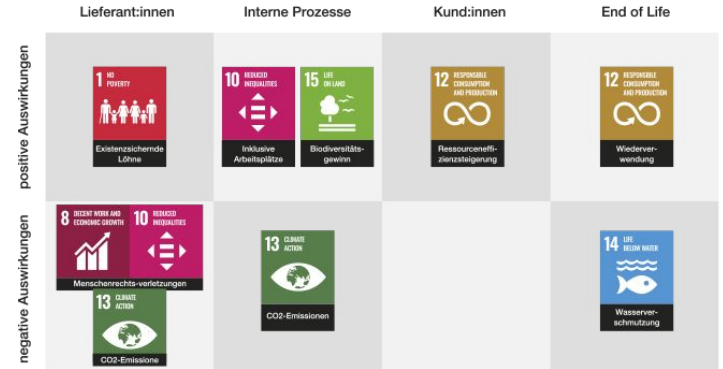 Lieferant:innen
Interne Prozesse
Kund:innen
End of Life
positive Auswirkungen
1 NO
POVERTY
Existenzsichernde
Löhne
10 REDUCED
INEQUALITIES
Inklusive
Arbeitsplätze
15 LIFE
ON LAND
Biodiversitäts-
gewinn
12 RESPONSIBLE
CONSUMPTION
AND PRODUCTION
Ressourceneffi-
zienzsteigerung
12 RESPONSIBLE
CONSUMPTION
AND PRODUCTION
Wiederver-
wendung
negative Auswirkungen
8 DECENT WORK AND
ECONOMIC GROWTH
10 REDUCED
INEQUALITIES
Menschenrechts-verletzungen
13 CLIMATE
ACTION
CO2-Emissione
13 CLIMATE
ACTION
CO2-Emissionen
14 LIFE
BELOW WATER
Wasserver-
schmutzung